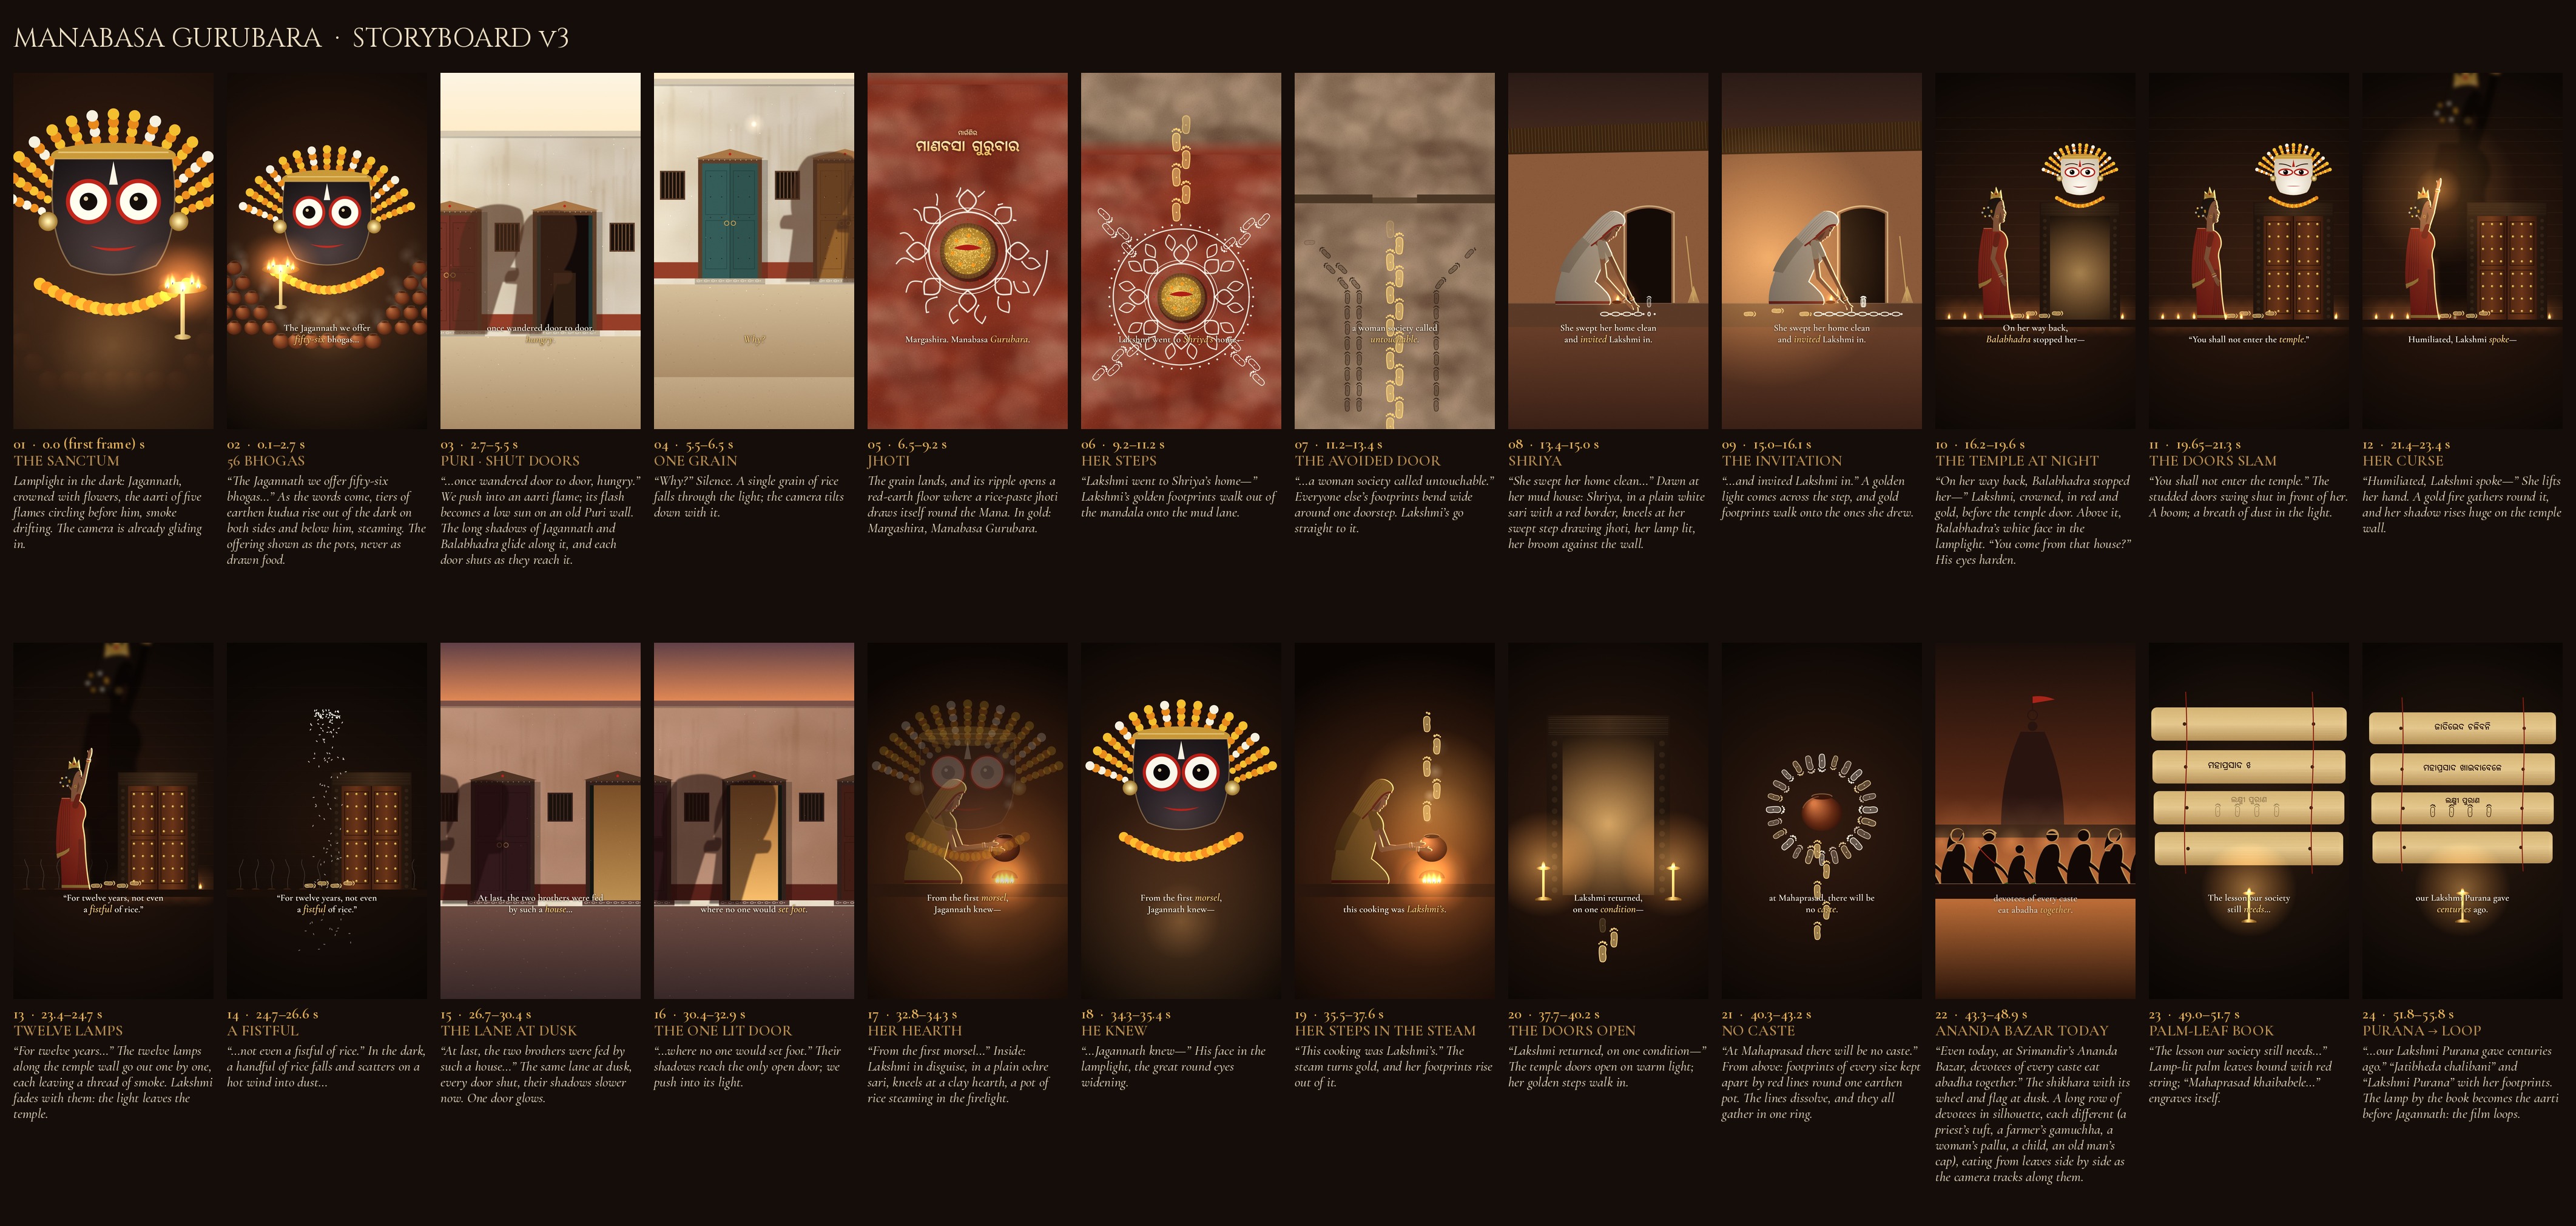 MANABASA GURUBARA · STORYBOARD v3
The Jagannath we offer
fifty-six bhogas...
once wandered door to door,
hungry.
Why?
ମାର୍ଗଶିର
ମାଣବସା ଗୁରୁବାର
Margashira. Manabasa Gurubara.
Lakshmi went to Shriya's home—
a woman society called
untouchable.
She swept her home clean
and invited Lakshmi in.
She swept her home clean
and invited Lakshmi in.
On her way back,
Balabhadra stopped her—
“You shall not enter the temple.”
Humiliated, Lakshmi spoke—
01 · 0.0 (first frame) s
THE SANCTUM
Lamplight in the dark: Jagannath,
crowned with flowers, the aarti of five
flames circling before him, smoke
drifting. The camera is already gliding
in.
02 · 0.1–2.7 s
56 BHOGAS
“The Jagannath we offer fifty-six
bhogas...” As the words come, tiers of
earthen kudua rise out of the dark on
both sides and below him, steaming. The
offering shown as the pots, never as
drawn food.
03 · 2.7–5.5 s
PURI · SHUT DOORS
“...once wandered door to door, hungry.”
We push into an aarti flame; its flash
becomes a low sun on an old Puri wall.
The long shadows of Jagannath and
Balabhadra glide along it, and each
door shuts as they reach it.
04 · 5.5–6.5 s
ONE GRAIN
“Why?” Silence. A single grain of rice
falls through the light; the camera tilts
down with it.
05 · 6.5–9.2 s
JHOTI
The grain lands, and its ripple opens a
red-earth floor where a rice-paste jhoti
draws itself round the Mana. In gold:
Margashira, Manabasa Gurubara.
06 · 9.2–11.2 s
HER STEPS
“Lakshmi went to Shriya's home—”
Lakshmi's golden footprints walk out of
the mandala onto the mud lane.
07 · 11.2–13.4 s
THE AVOIDED DOOR
“...a woman society called untouchable.”
Everyone else's footprints bend wide
around one doorstep. Lakshmi's go
straight to it.
08 · 13.4–15.0 s
SHRIYA
“She swept her home clean...” Dawn at
her mud house: Shriya, in a plain white
sari with a red border, kneels at her
swept step drawing jhoti, her lamp lit,
her broom against the wall.
09 · 15.0–16.1 s
THE INVITATION
“...and invited Lakshmi in.” A golden
light comes across the step, and gold
footprints walk onto the ones she drew.
10 · 16.2–19.6 s
THE TEMPLE AT NIGHT
“On her way back, Balabhadra stopped
her—” Lakshmi, crowned, in red and
gold, before the temple door. Above it,
Balabhadra's white face in the
lamplight. “You come from that house?”
His eyes harden.
11 · 19.65–21.3 s
THE DOORS SLAM
“You shall not enter the temple.” The
studded doors swing shut in front of her.
A boom; a breath of dust in the light.
12 · 21.4–23.4 s
HER CURSE
“Humiliated, Lakshmi spoke—” She lifts
her hand. A gold fire gathers round it,
and her shadow rises huge on the temple
wall.
“For twelve years, not even
a fistful of rice.”
“For twelve years, not even
a fistful of rice.”
At last, the two brothers were fed
by such a house...
where no one would set foot.
From the first morsel,
Jagannath knew—
From the first morsel,
Jagannath knew—
this cooking was Lakshmi's.
Lakshmi returned,
on one condition—
at Mahaprasad, there will be
no caste.
devotees of every caste
eat abadha together.
ମହାପ୍ରସାଦ ଖ
ଲକ୍ଷ୍ମୀ ପୁରାଣ
The lesson our society
still needs...
ଜାତିଭେଦ ଚଳିବନି
ମହାପ୍ରସାଦ ଖାଇବାବେଳେ
ଲକ୍ଷ୍ମୀ ପୁରାଣ
our Lakshmi Purana gave
centuries ago.
13 · 23.4–24.7 s
TWELVE LAMPS
“For twelve years...” The twelve lamps
along the temple wall go out one by one,
each leaving a thread of smoke. Lakshmi
fades with them: the light leaves the
temple.
14 · 24.7–26.6 s
A FISTFUL
“...not even a fistful of rice.” In the dark,
a handful of rice falls and scatters on a
hot wind into dust...
15 · 26.7–30.4 s
THE LANE AT DUSK
“At last, the two brothers were fed by
such a house...” The same lane at dusk,
every door shut, their shadows slower
now. One door glows.
16 · 30.4–32.9 s
THE ONE LIT DOOR
“...where no one would set foot.” Their
shadows reach the only open door; we
push into its light.
17 · 32.8–34.3 s
HER HEARTH
“From the first morsel...” Inside:
Lakshmi in disguise, in a plain ochre
sari, kneels at a clay hearth, a pot of
rice steaming in the firelight.
18 · 34.3–35.4 s
HE KNEW
“...Jagannath knew—” His face in the
lamplight, the great round eyes
widening.
19 · 35.5–37.6 s
HER STEPS IN THE STEAM
“This cooking was Lakshmi's.” The
steam turns gold, and her footprints rise
out of it.
20 · 37.7–40.2 s
THE DOORS OPEN
“Lakshmi returned, on one condition—”
The temple doors open on warm light;
her golden steps walk in.
21 · 40.3–43.2 s
NO CASTE
“At Mahaprasad there will be no caste.”
From above: footprints of every size kept
apart by red lines round one earthen
pot. The lines dissolve, and they all
gather in one ring.
22 · 43.3–48.9 s
ANANDA BAZAR TODAY
“Even today, at Srimandir's Ananda
Bazar, devotees of every caste eat
abadha together.” The shikhara with its
wheel and flag at dusk. A long row of
devotees in silhouette, each different (a
priest's tuft, a farmer's gamuchha, a
woman's pallu, a child, an old man's
cap), eating from leaves side by side as
the camera tracks along them.
23 · 49.0–51.7 s
PALM-LEAF BOOK
“The lesson our society still needs...”
Lamp-lit palm leaves bound with red
string; “Mahaprasad khaibabele...”
engraves itself.
24 · 51.8–55.8 s
PURANA → LOOP
“...our Lakshmi Purana gave centuries
ago.” “Jatibheda chalibani” and
“Lakshmi Purana” with her footprints.
The lamp by the book becomes the aarti
before Jagannath: the film loops.